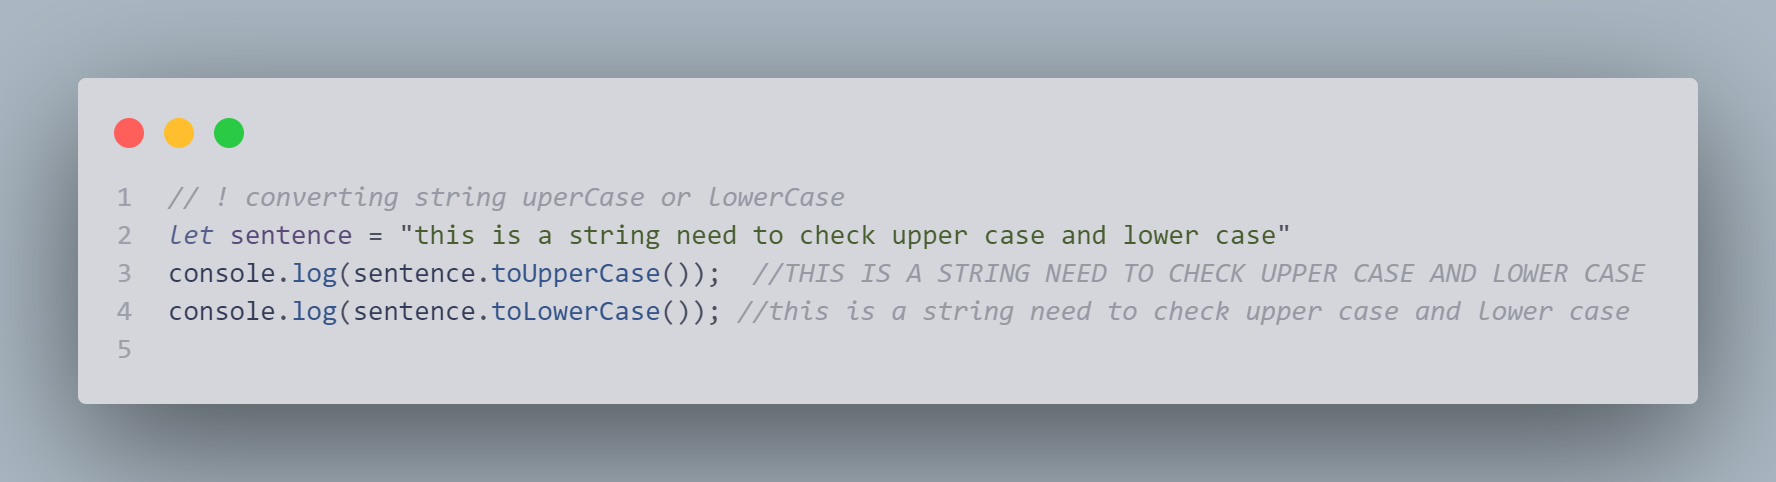 1 // ! converting string uperCase or lowerCase
2 let sentence = "this is a string need to check upper case and lower case"
3 console.log(sentence.toUpperCase());  //THIS IS A STRING NEED TO CHECK UPPER CASE AND LOWER CASE
4 console.log(sentence.toLowerCase()); //this is a string need to check upper case and lower case
5